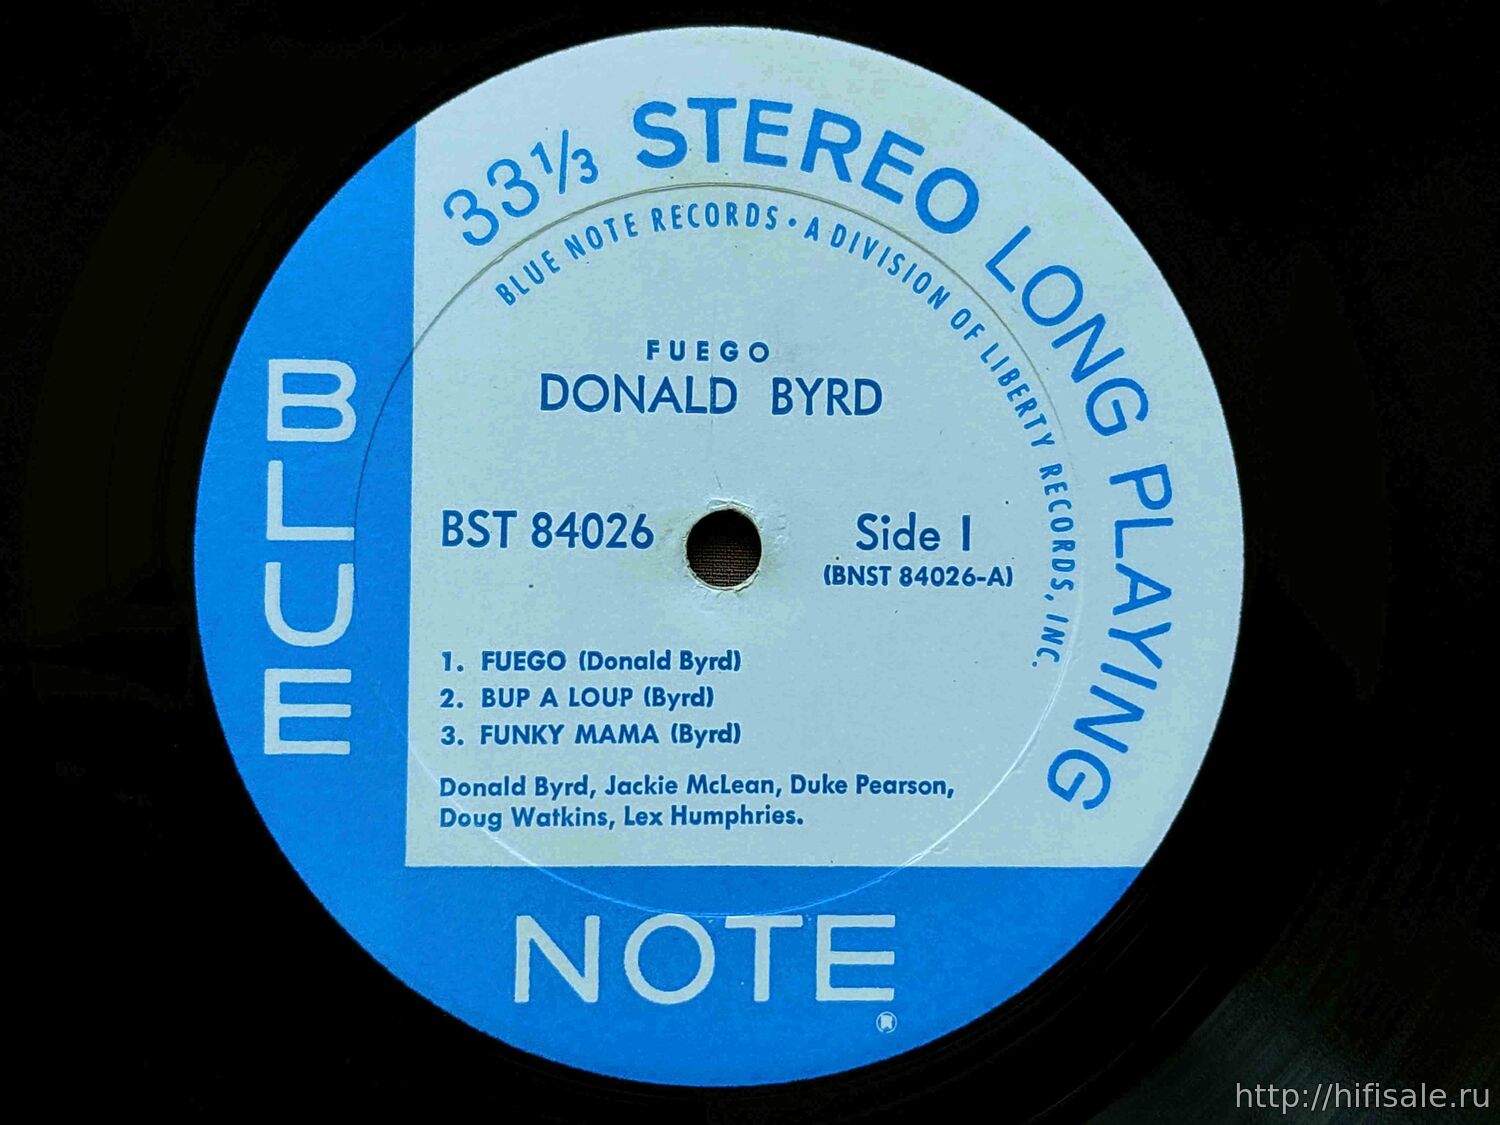 33⅓ STEREO LONG PLAYING
BLUE NOTE RECORDS • A DIVISION OF LIBERTY RECORDS, INC.
FUEGO
DONALD BYRD
BST 84026
Side 1
(BNST 84026-A)
1. FUEGO (Donald Byrd)
2. BUP A LOUP (Byrd)
3. FUNKY MAMA (Byrd)
Donald Byrd, Jackie McLean, Duke Pearson,
Doug Watkins, Lex Humphries.
BLUE
NOTE
®
http://hifisale.ru